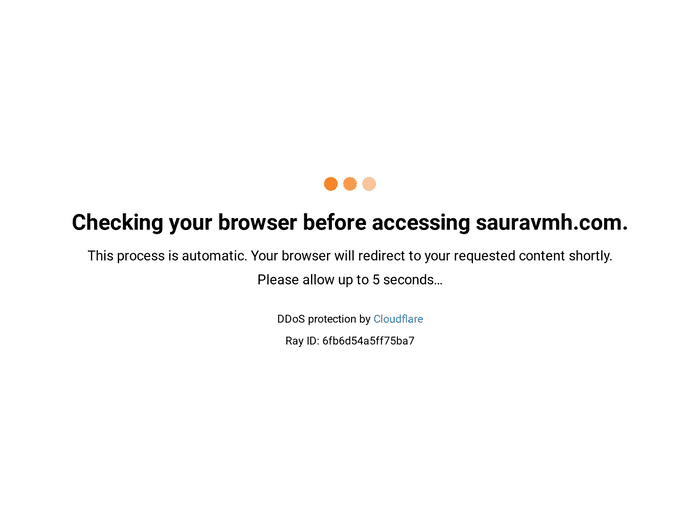 Checking your browser before accessing sauravmh.com.
This process is automatic. Your browser will redirect to your requested content shortly.
Please allow up to 5 seconds…
DDoS protection by Cloudflare
Ray ID: 6fb6d54a5ff75ba7